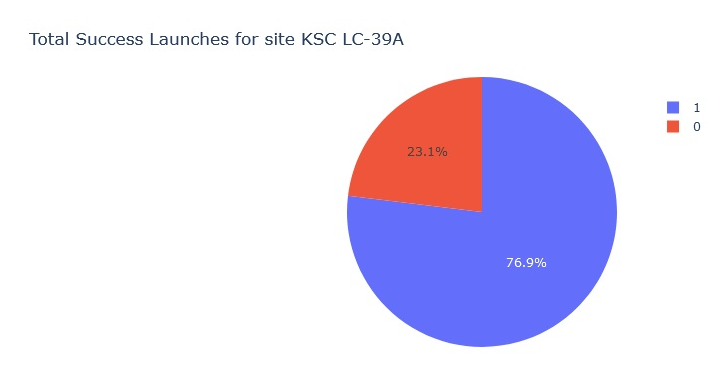 Total Success Launches for site KSC LC-39A
1
0
23.1%
76.9%